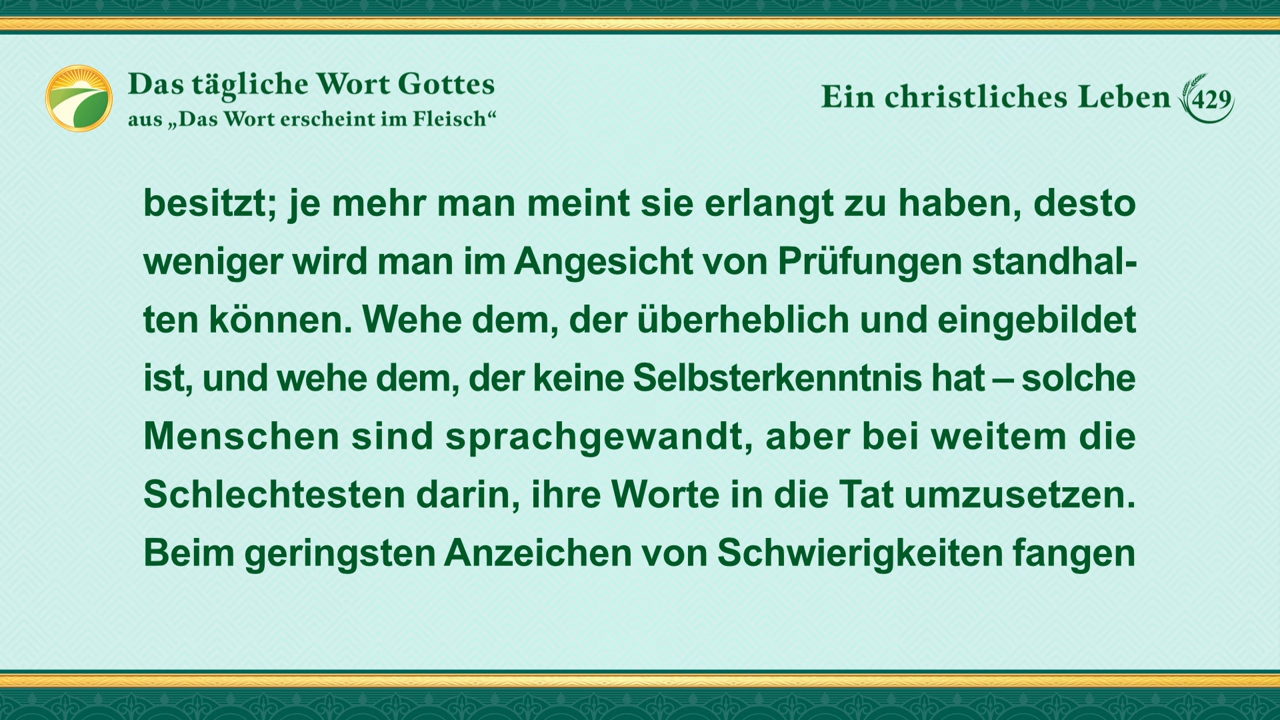 Das tägliche Wort Gottes
aus „Das Wort erscheint im Fleisch“
Ein christliches Leben 429
besitzt; je mehr man meint sie erlangt zu haben, desto
weniger wird man im Angesicht von Prüfungen standhal-
ten können. Wehe dem, der überheblich und eingebildet
ist, und wehe dem, der keine Selbsterkenntnis hat – solche
Menschen sind sprachgewandt, aber bei weitem die
Schlechtesten darin, ihre Worte in die Tat umzusetzen.
Beim geringsten Anzeichen von Schwierigkeiten fangen